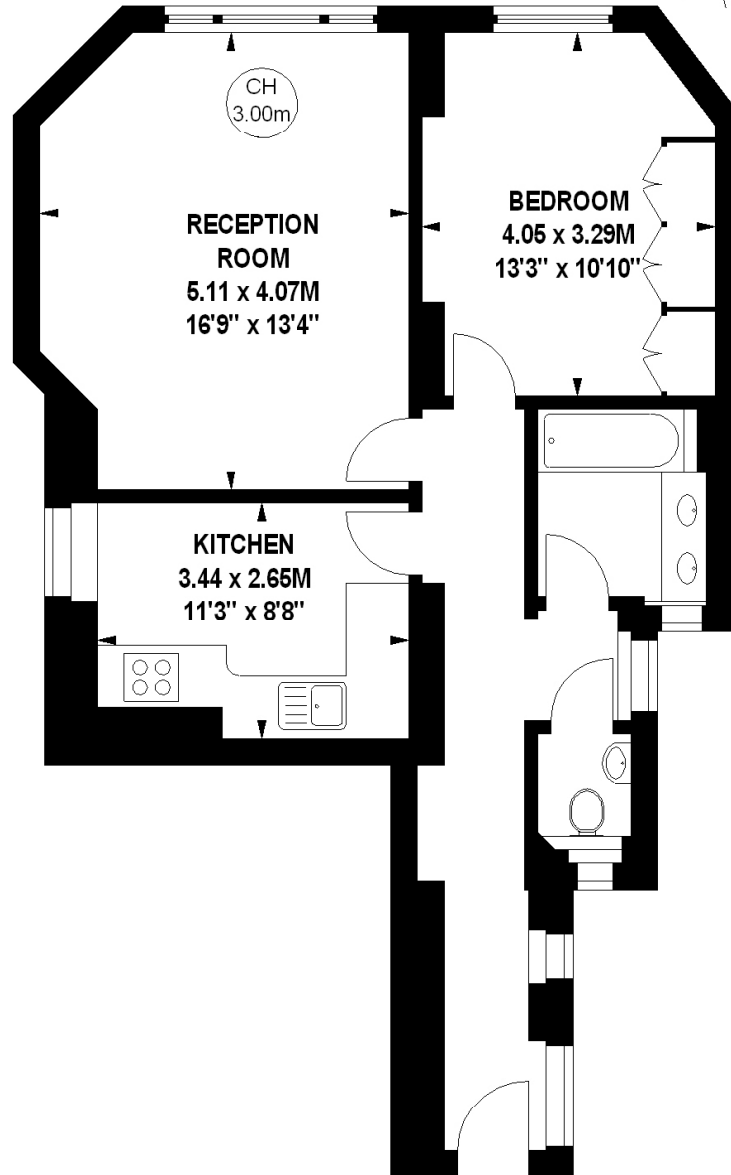 CH
3.00m
RECEPTION
ROOM
5.11 x 4.07M
16'9" x 13'4"
BEDROOM
4.05 x 3.29M
13'3" x 10'10"
KITCHEN
3.44 x 2.65M
11'3" x 8'8"